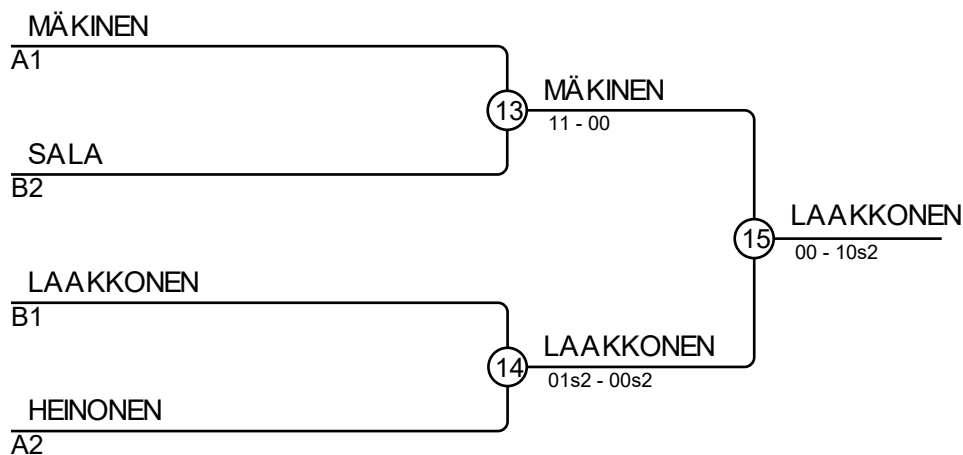 MÄKINEN
A1
13
MÄKINEN
11 - 00
SALA
B2
15
LAAKKONEN
00 - 10s2
LAAKKONEN
B1
14
LAAKKONEN
01s2 - 00s2
HEINONEN
A2